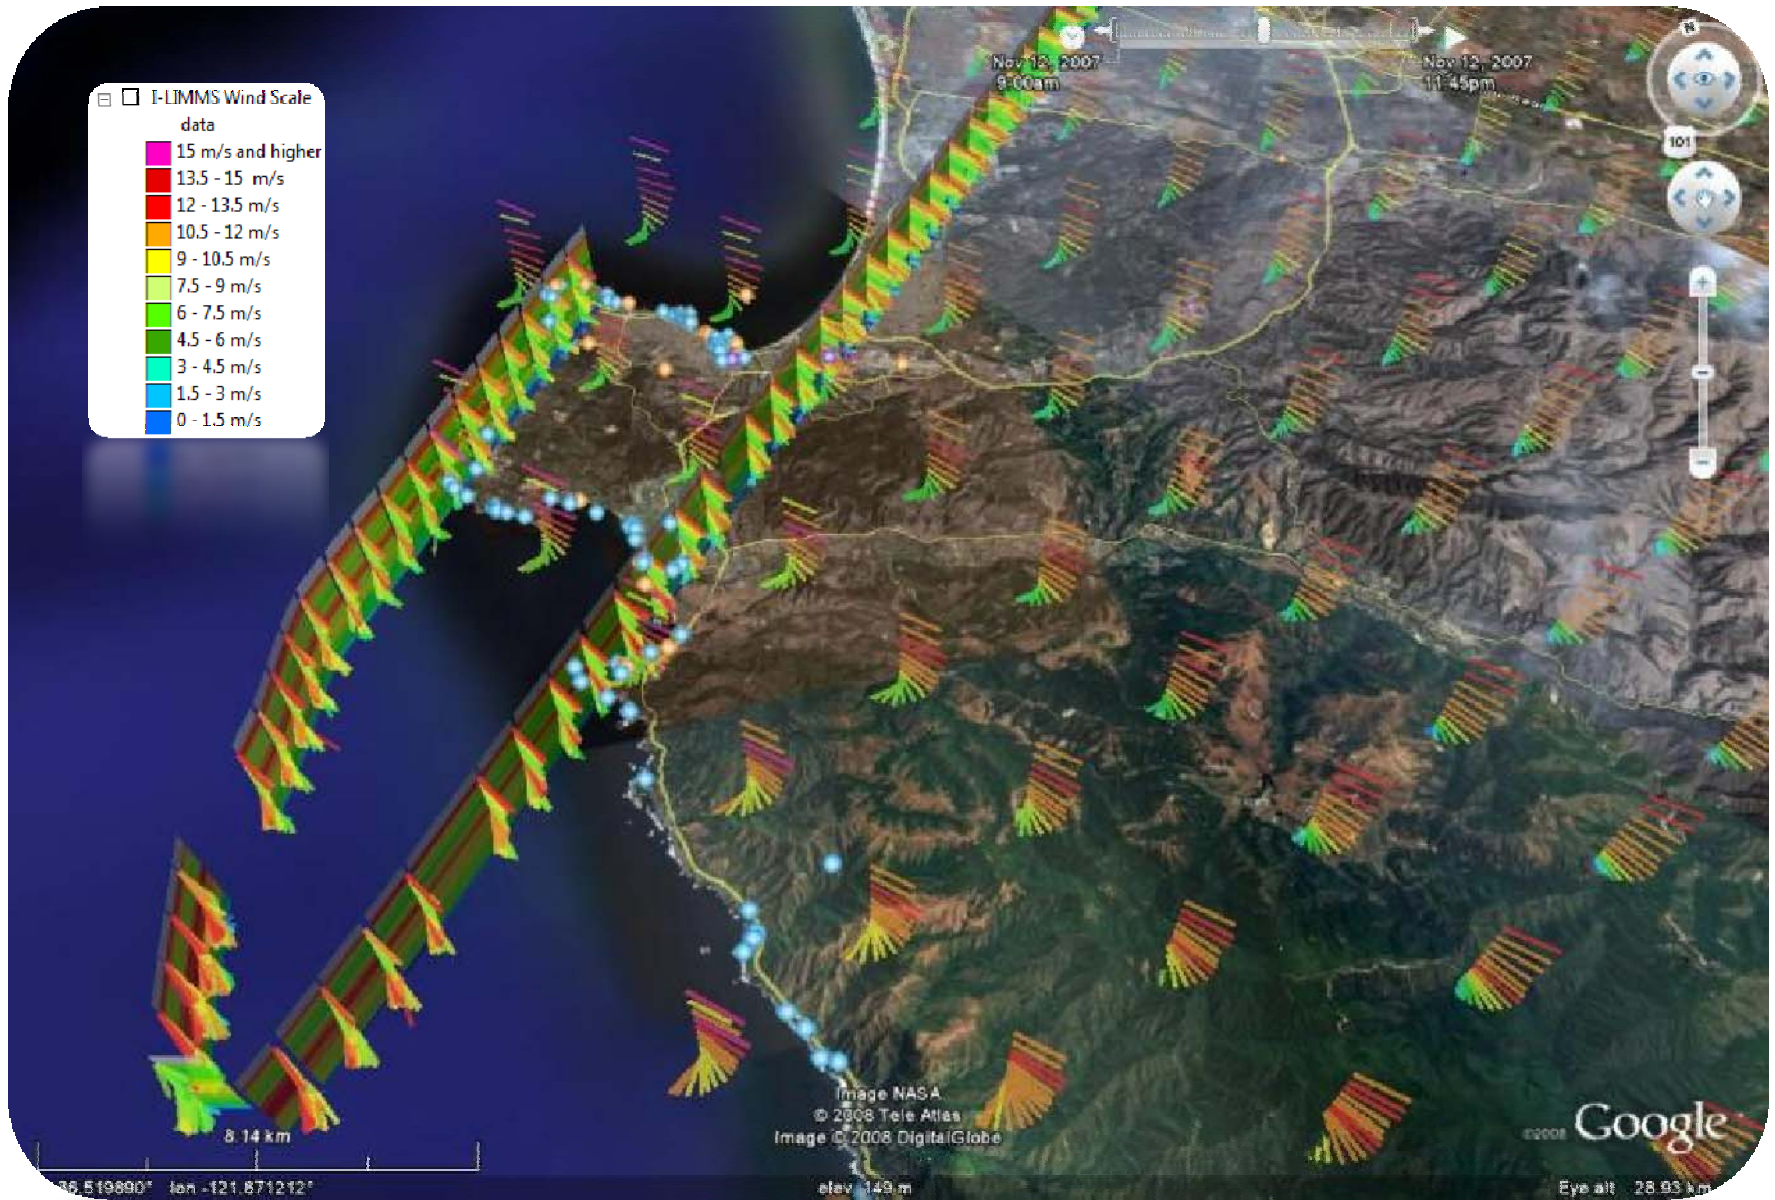 I-LIMMS Wind Scale
data
15 m/s and higher
13.5 - 15 m/s
12 - 13.5 m/s
10.5 - 12 m/s
9 - 10.5 m/s
7.5 - 9 m/s
6 - 7.5 m/s
4.5 - 6 m/s
3 - 4.5 m/s
1.5 - 3 m/s
0 - 1.5 m/s
Nov 12, 2007
9:00am
Nov 12, 2007
11:45pm
N
101
Image NASA
© 2008 Tele Atlas
Image © 2008 DigitalGlobe
©2008 Google
8.14 km
36.519890° lon -121.871212°
elev 149 m
Eye alt 28.93 km